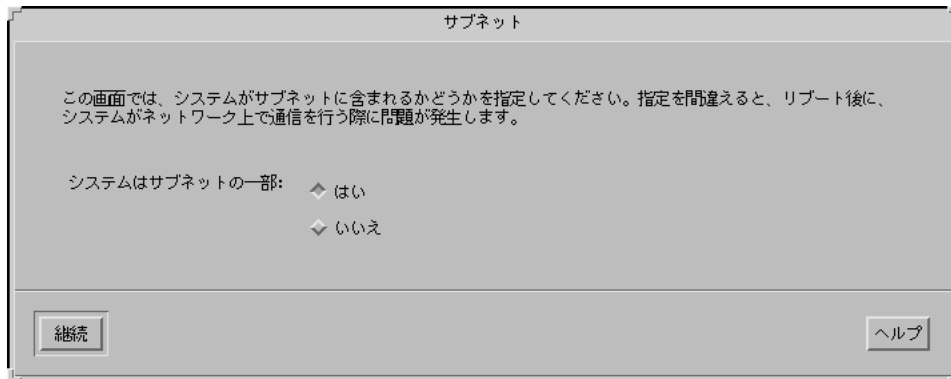 サブネット
この画面では、システムがサブネットに含まれるかどうかを指定してください。指定を間違えると、リブート後に、
システムがネットワーク上で通信を行う際に問題が発生します。
システムはサブネットの一部:
はい
いいえ
継続
ヘルプ